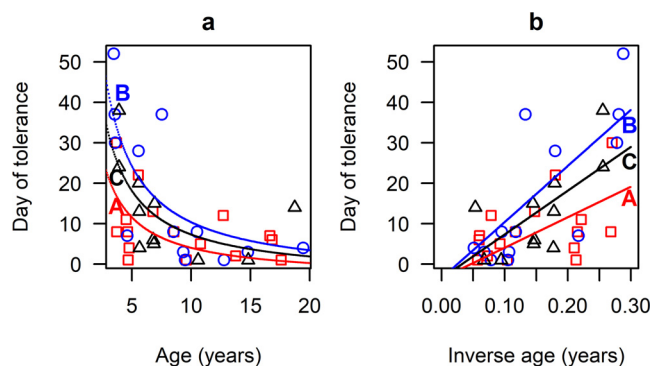 a
b
Day of tolerance
50
40
30
20
10
0
B
C
A
5 10 15 20
Age (years)
Day of tolerance
50
40
30
20
10
0
B
C
A
0.00 0.10 0.20 0.30
Inverse age (years)